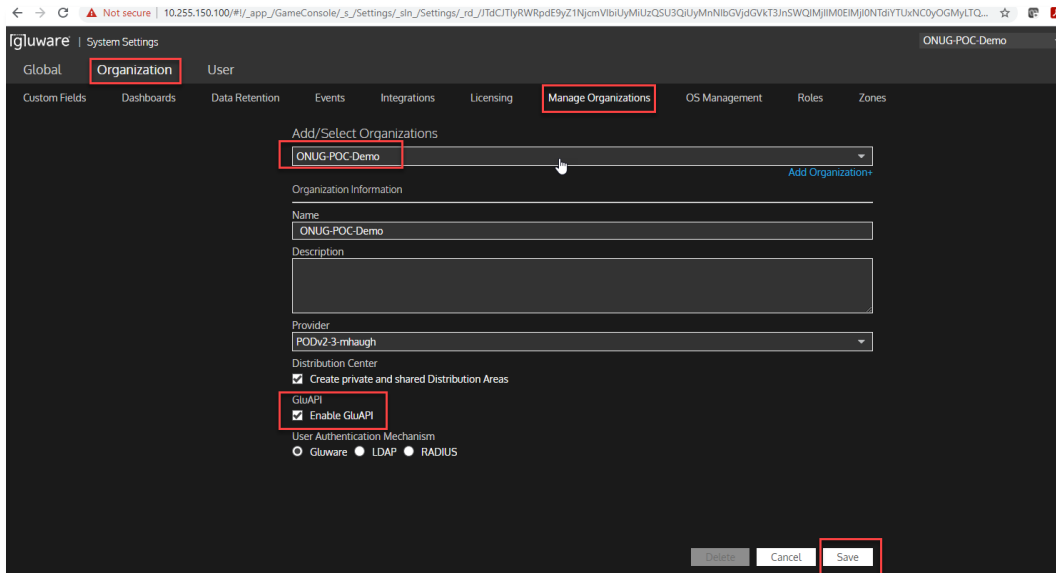 Not secure | 10.255.150.100/#!/_app_/GameConsole/_s_/Settings/_sln_/Settings/_rd_/
gluware | System Settings
ONUG-POC-Demo
Global Organization User
Custom Fields Dashboards Data Retention Events Integrations Licensing Manage Organizations OS Management Roles Zones
Add/Select Organizations
ONUG-POC-Demo
Add Organization+
Organization Information
Name
ONUG-POC-Demo
Description
Provider
PODv2-3-mhaugh
Distribution Center
Create private and shared Distribution Areas
GluAPI
Enable GluAPI
User Authentication Mechanism
Gluware LDAP RADIUS
Delete Cancel Save